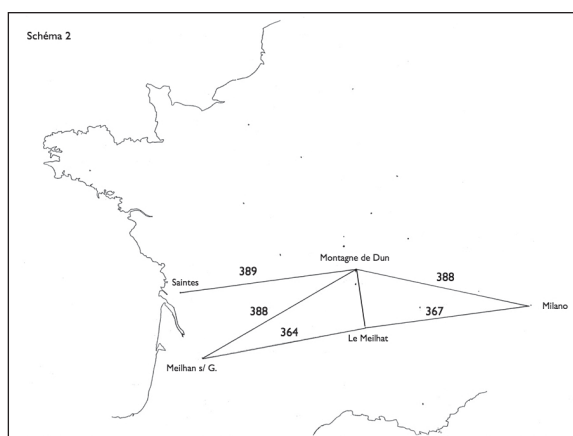 Schéma 2
Montagne de Dun
389
388
Saintes
Milano
388
367
364
Le Meilhat
Meilhan s/ G.